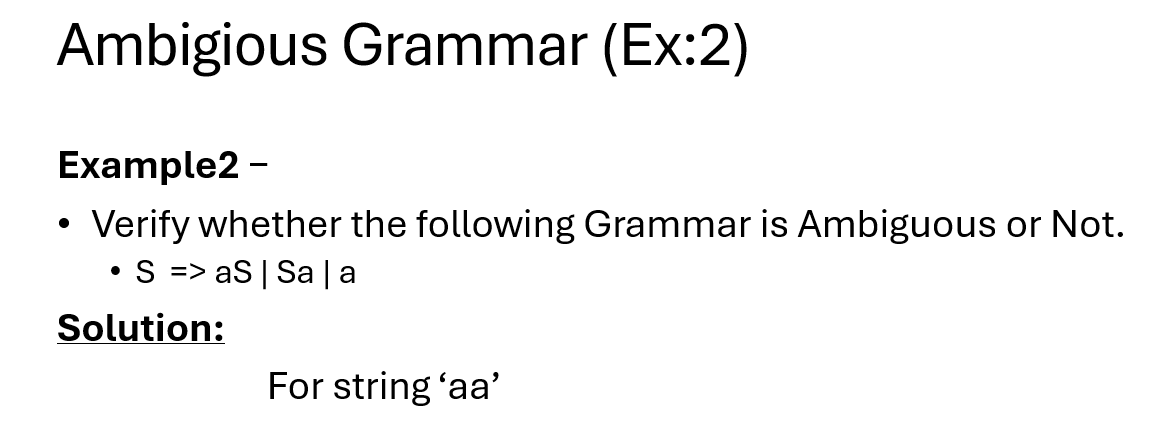 Ambigious Grammar (Ex:2)
Example2 –
• Verify whether the following Grammar is Ambiguous or Not.
• S => aS | Sa | a
Solution:
For string ‘aa’